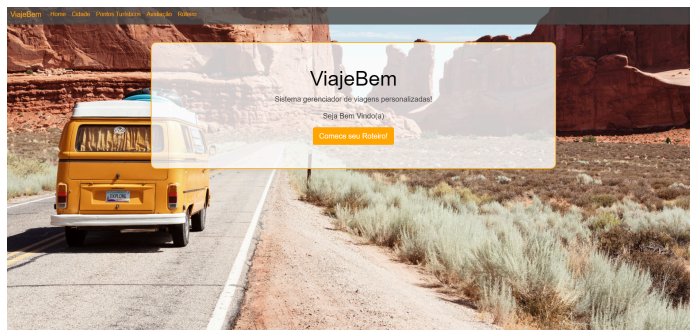 ViajeBem Home Cidade Pontos Turísticos Avaliação Roteiro
ViajeBem
Sistema gerenciador de viagens personalizadas!
Seja Bem Vindo(a)
Comece seu Roteiro!
EXPLORE